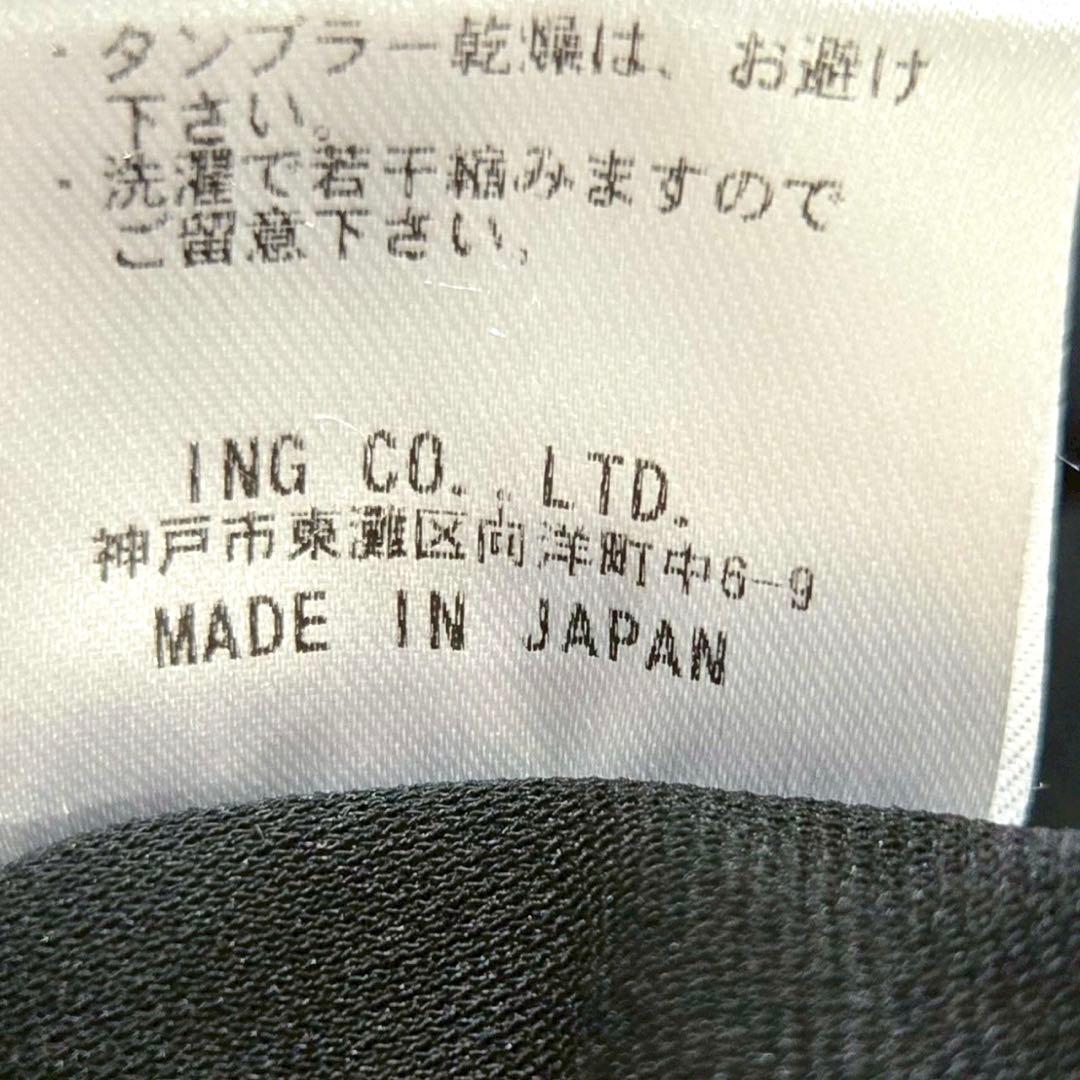 ・タンブラー乾燥は、お避け
下さい。
・洗濯で若干縮みますので
ご留意下さい。
ING CO.,LTD.
神戸市東灘区向洋町中6-9
MADE IN JAPAN